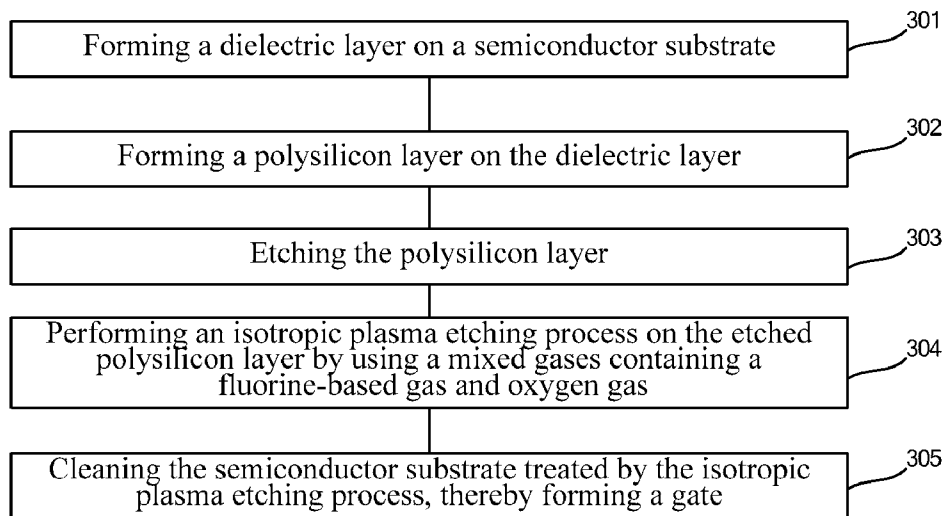 301
Forming a dielectric layer on a semiconductor substrate
302
Forming a polysilicon layer on the dielectric layer
303
Etching the polysilicon layer
304
Performing an isotropic plasma etching process on the etched
polysilicon layer by using a mixed gases containing a
fluorine-based gas and oxygen gas
305
Cleaning the semiconductor substrate treated by the isotropic
plasma etching process, thereby forming a gate